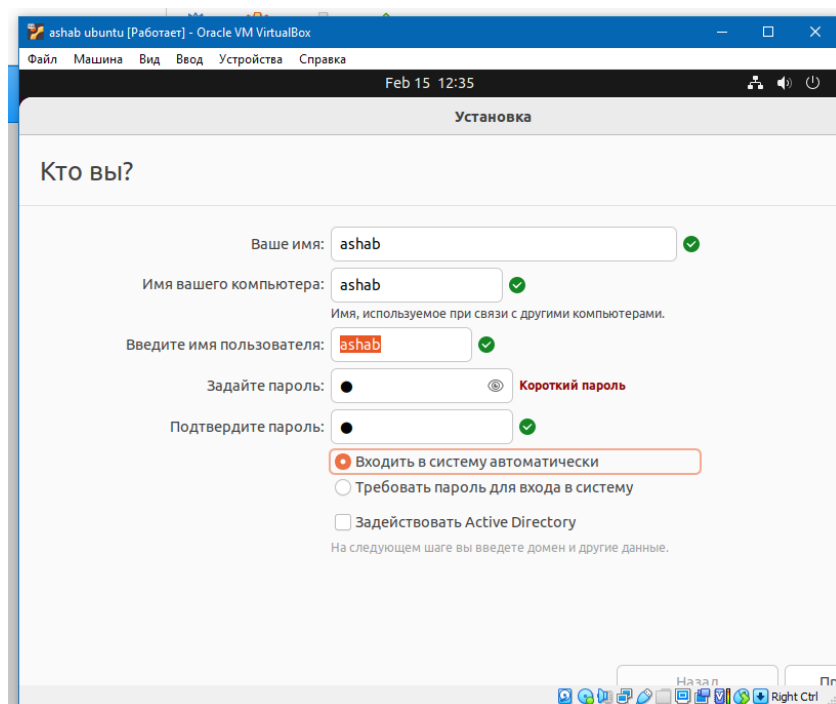 ashab ubuntu [Работает] - Oracle VM VirtualBox
Файл Машина Вид Ввод Устройства Справка
Feb 15 12:35
Установка
Кто вы?
Ваше имя: ashab
Имя вашего компьютера: ashab
Имя, используемое при связи с другими компьютерами.
Введите имя пользователя: ashab
Задайте пароль: Короткий пароль
Подтвердите пароль:
Входить в систему автоматически
Требовать пароль для входа в систему
Задействовать Active Directory
На следующем шаге вы введете домен и другие данные.
Назад
Right Ctrl